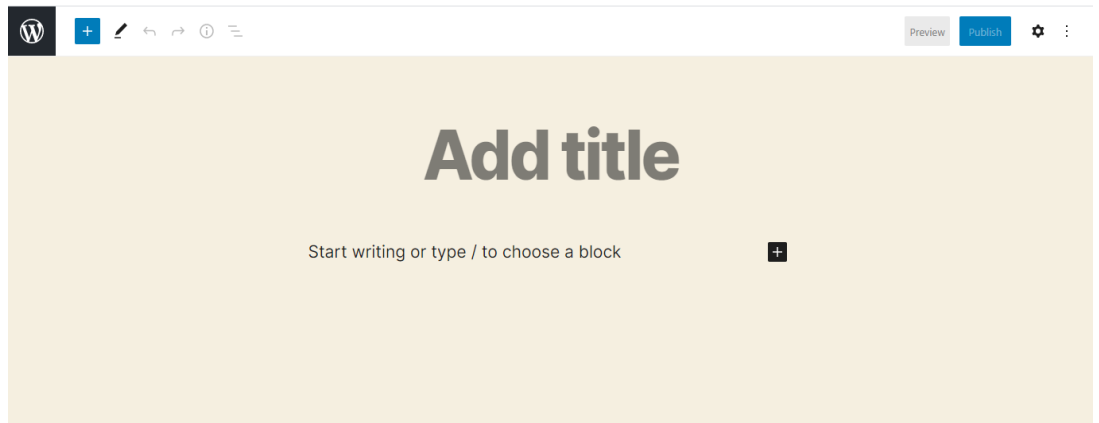 Preview Publish
Add title
Start writing or type / to choose a block